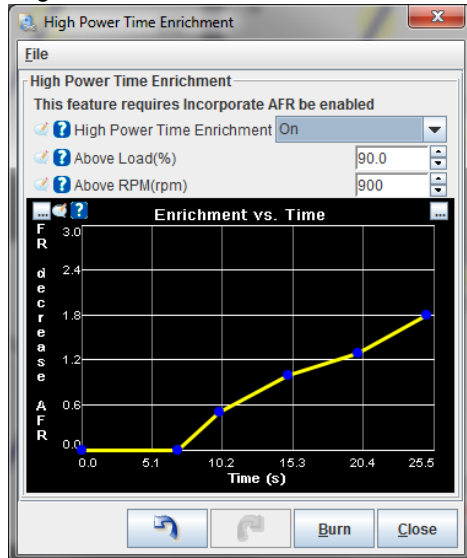 High Power Time Enrichment
File
High Power Time Enrichment
This feature requires Incorporate AFR be enabled
High Power Time Enrichment On
Above Load(%) 90.0
Above RPM(rpm) 900
Enrichment vs. Time
FR decrease AFR
3.0
2.4
1.8
1.2
0.6
0.0
0.0 5.1 10.2 15.3 20.4 25.5
Time (s)
Burn Close